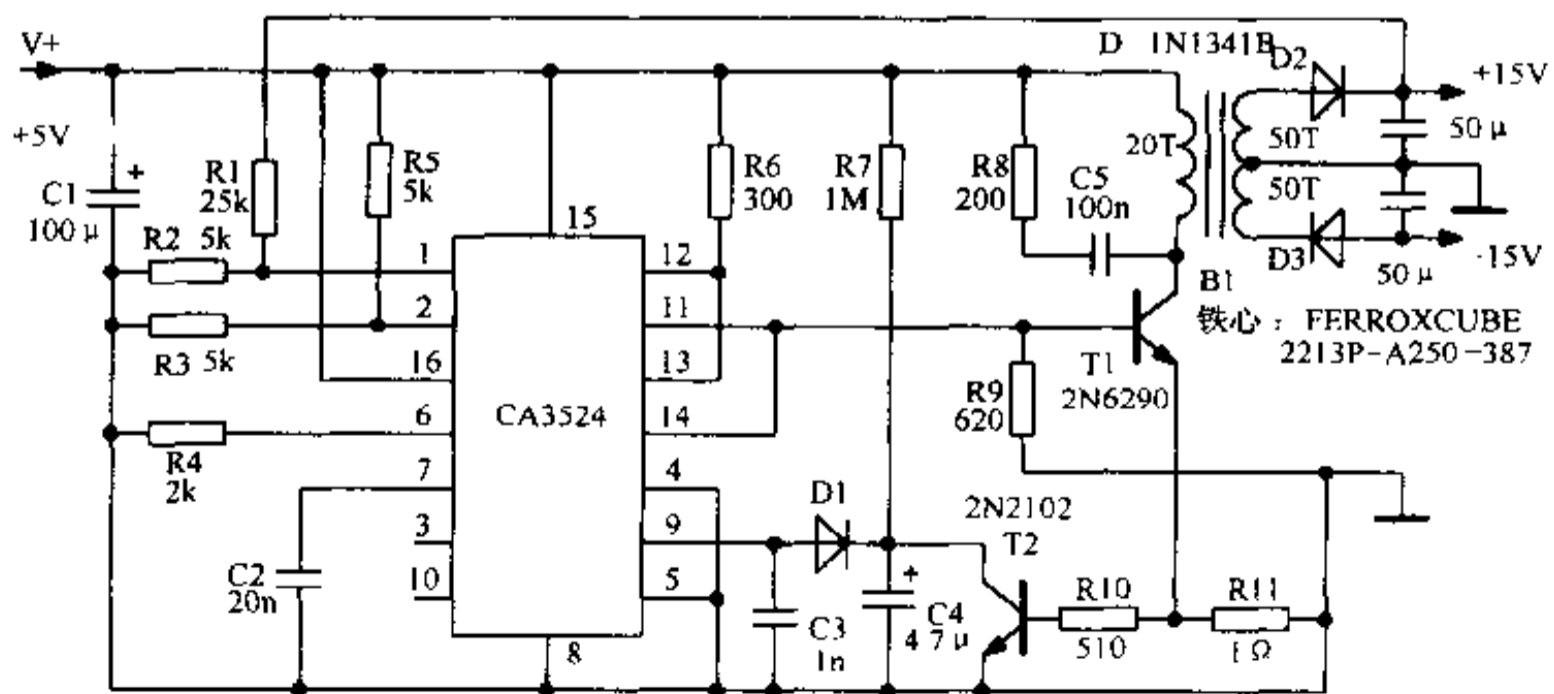 V+
D 1N1341B
D2
+15V
+5V
R1
25k
R5
5k
R6
300
R7
1M
R8
200
C5
100n
20T
50T
50T
50μ
C1
+
100μ
R2 5k
15
1
12
D3
50μ
-15V
2
11
B1
铁心：FERROXCUBE
2213P-A250-387
R3 5k
16
13
T1
2N6290
CA3524
6
14
R9
620
R4
2k
7
4
D1
2N2102
T2
3
9
C2
20n
10
5
+
C3
1n
C4
4 7μ
R10
510
R11
1Ω
8